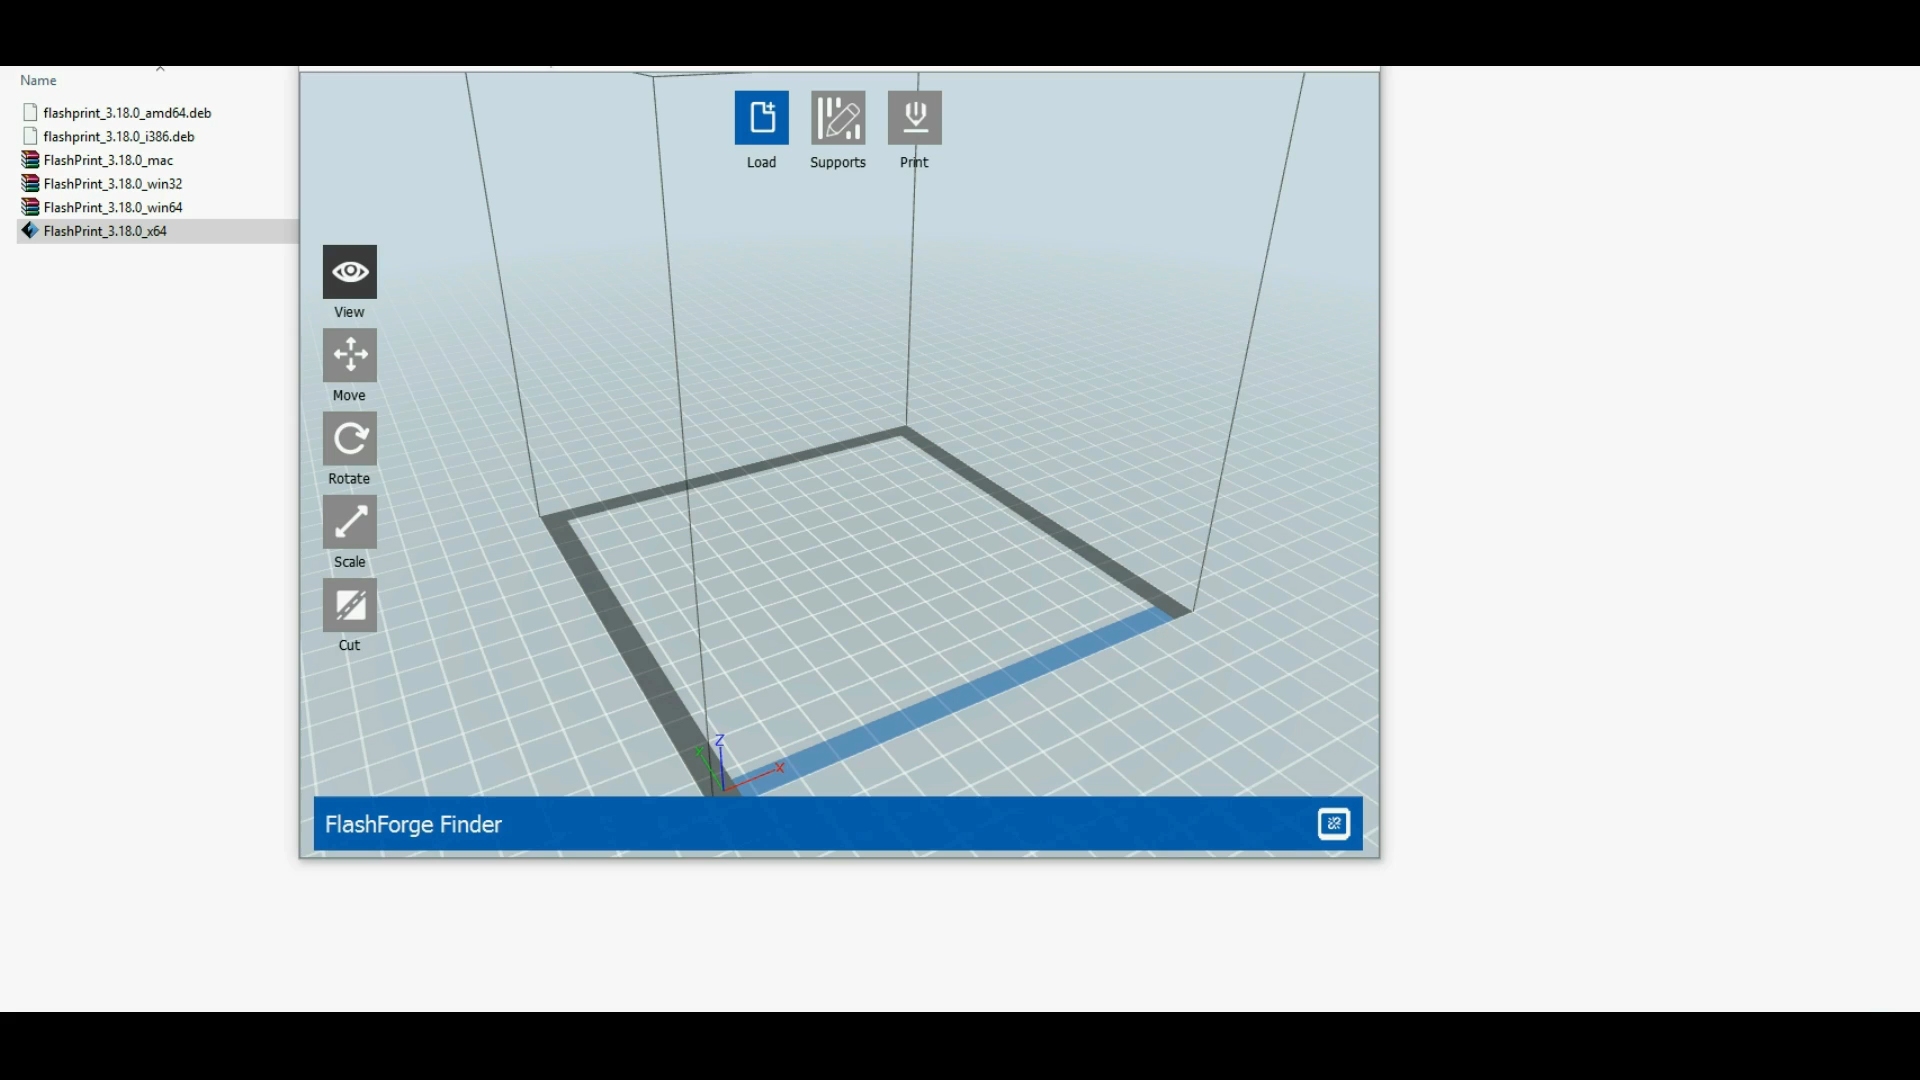 Name
flashprint_3.18.0_amd64.deb
flashprint_3.18.0_i386.deb
FlashPrint_3.18.0_mac
FlashPrint_3.18.0_win32
FlashPrint_3.18.0_win64
FlashPrint_3.18.0_x64
Load Supports Print
View
Move
Rotate
Scale
Cut
Z
Y X
FlashForge Finder